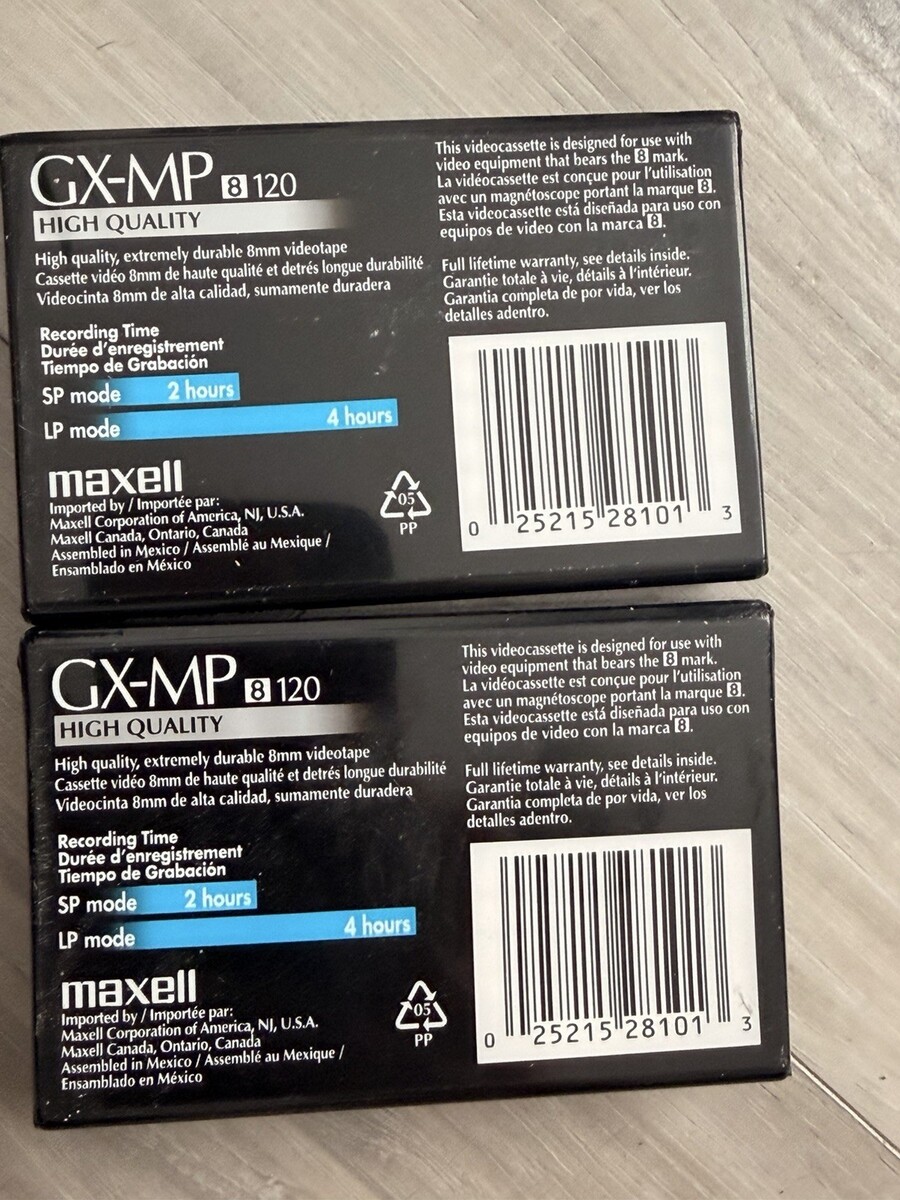 GX-MP 8 120
HIGH QUALITY
High quality, extremely durable 8mm videotape
Cassette vidéo 8mm de haute qualité et detrés longue durabilité
Videocinta 8mm de alta calidad, sumamente duradera
Recording Time
Durée d'enregistrement
Tiempo de Grabación
SP mode 2 hours
LP mode 4 hours
maxell
Imported by / Importée par:
Maxell Corporation of America, NJ, U.S.A.
Maxell Canada, Ontario, Canada
Assembled in Mexico / Assemblé au Mexique /
Ensamblado en México
05
PP
This videocassette is designed for use with
video equipment that bears the 8 mark.
La vidéocassette est conçue pour l'utilisation
avec un magnétoscope portant la marque 8.
Esta videocassette está diseñada para uso con
equipos de video con la marca 8.
Full lifetime warranty, see details inside.
Garantie totale à vie, détails à l'intérieur.
Garantia completa de por vida, ver los
detalles adentro.
0 25215 28101 3
GX-MP 8 120
HIGH QUALITY
High quality, extremely durable 8mm videotape
Cassette vidéo 8mm de haute qualité et detrés longue durabilité
Videocinta 8mm de alta calidad, sumamente duradera
Recording Time
Durée d'enregistrement
Tiempo de Grabación
SP mode 2 hours
LP mode 4 hours
maxell
Imported by / Importée par:
Maxell Corporation of America, NJ, U.S.A.
Maxell Canada, Ontario, Canada
Assembled in Mexico / Assemblé au Mexique /
Ensamblado en México
05
PP
This videocassette is designed for use with
video equipment that bears the 8 mark.
La vidéocassette est conçue pour l'utilisation
avec un magnétoscope portant la marque 8.
Esta videocassette está diseñada para uso con
equipos de video con la marca 8.
Full lifetime warranty, see details inside.
Garantie totale à vie, détails à l'intérieur.
Garantia completa de por vida, ver los
detalles adentro.
0 25215 28101 3